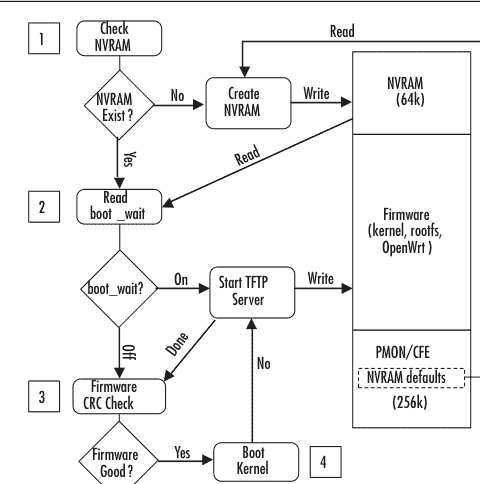 Read
1
Check
NVRAM
NVRAM
Exist ?
No
Create
NVRAM
Write
NVRAM
(64k)
Yes
Read
2
Read
boot _wait
Firmware
(kernel, rootfs,
OpenWrt )
boot_wait?
On
Start TFTP
Server
Write
Off
Done
PMON/CFE
NVRAM defaults
(256k)
3
Firmware
CRC Check
No
Firmware
Good ?
Yes
Boot
Kernel
4